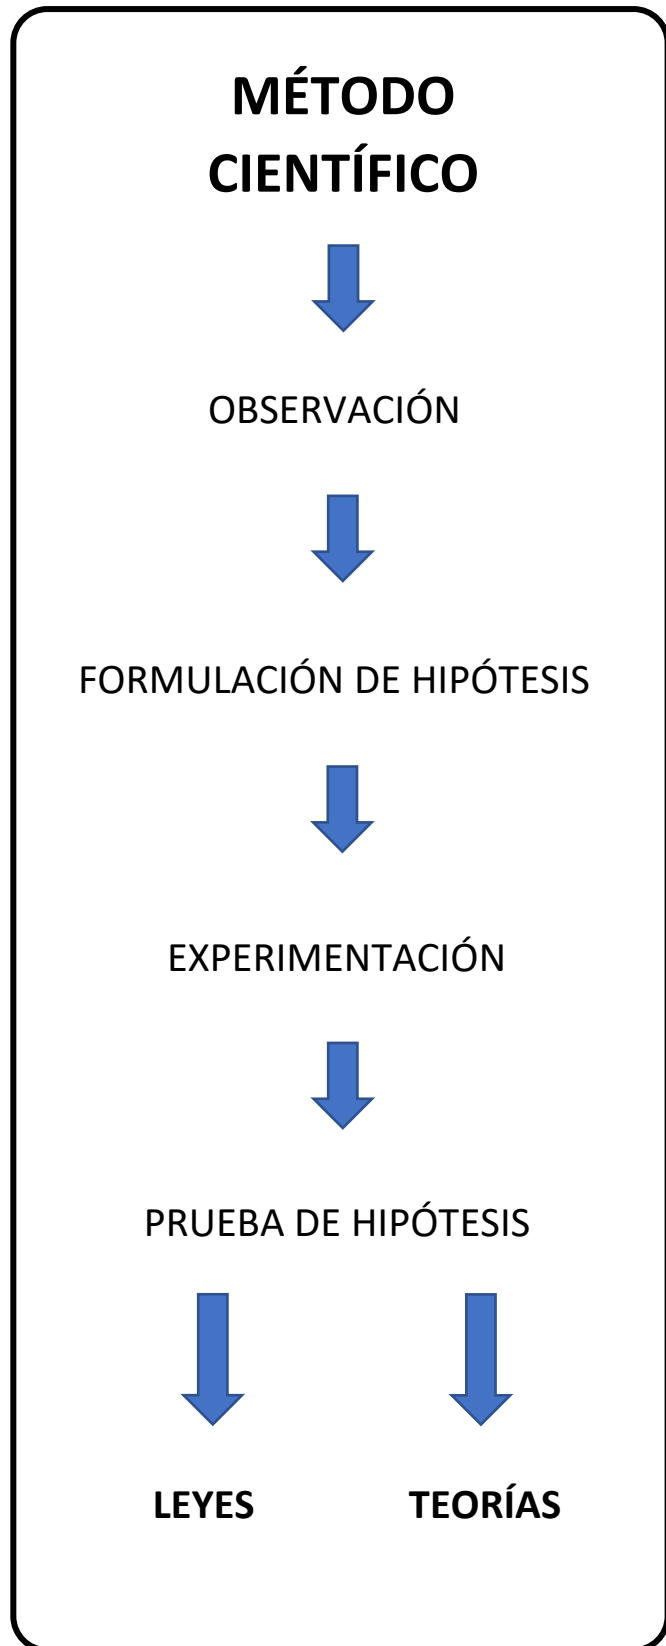 MÉTODO
CIENTÍFICO
OBSERVACIÓN
FORMULACIÓN DE HIPÓTESIS
EXPERIMENTACIÓN
PRUEBA DE HIPÓTESIS
LEYES TEORÍAS